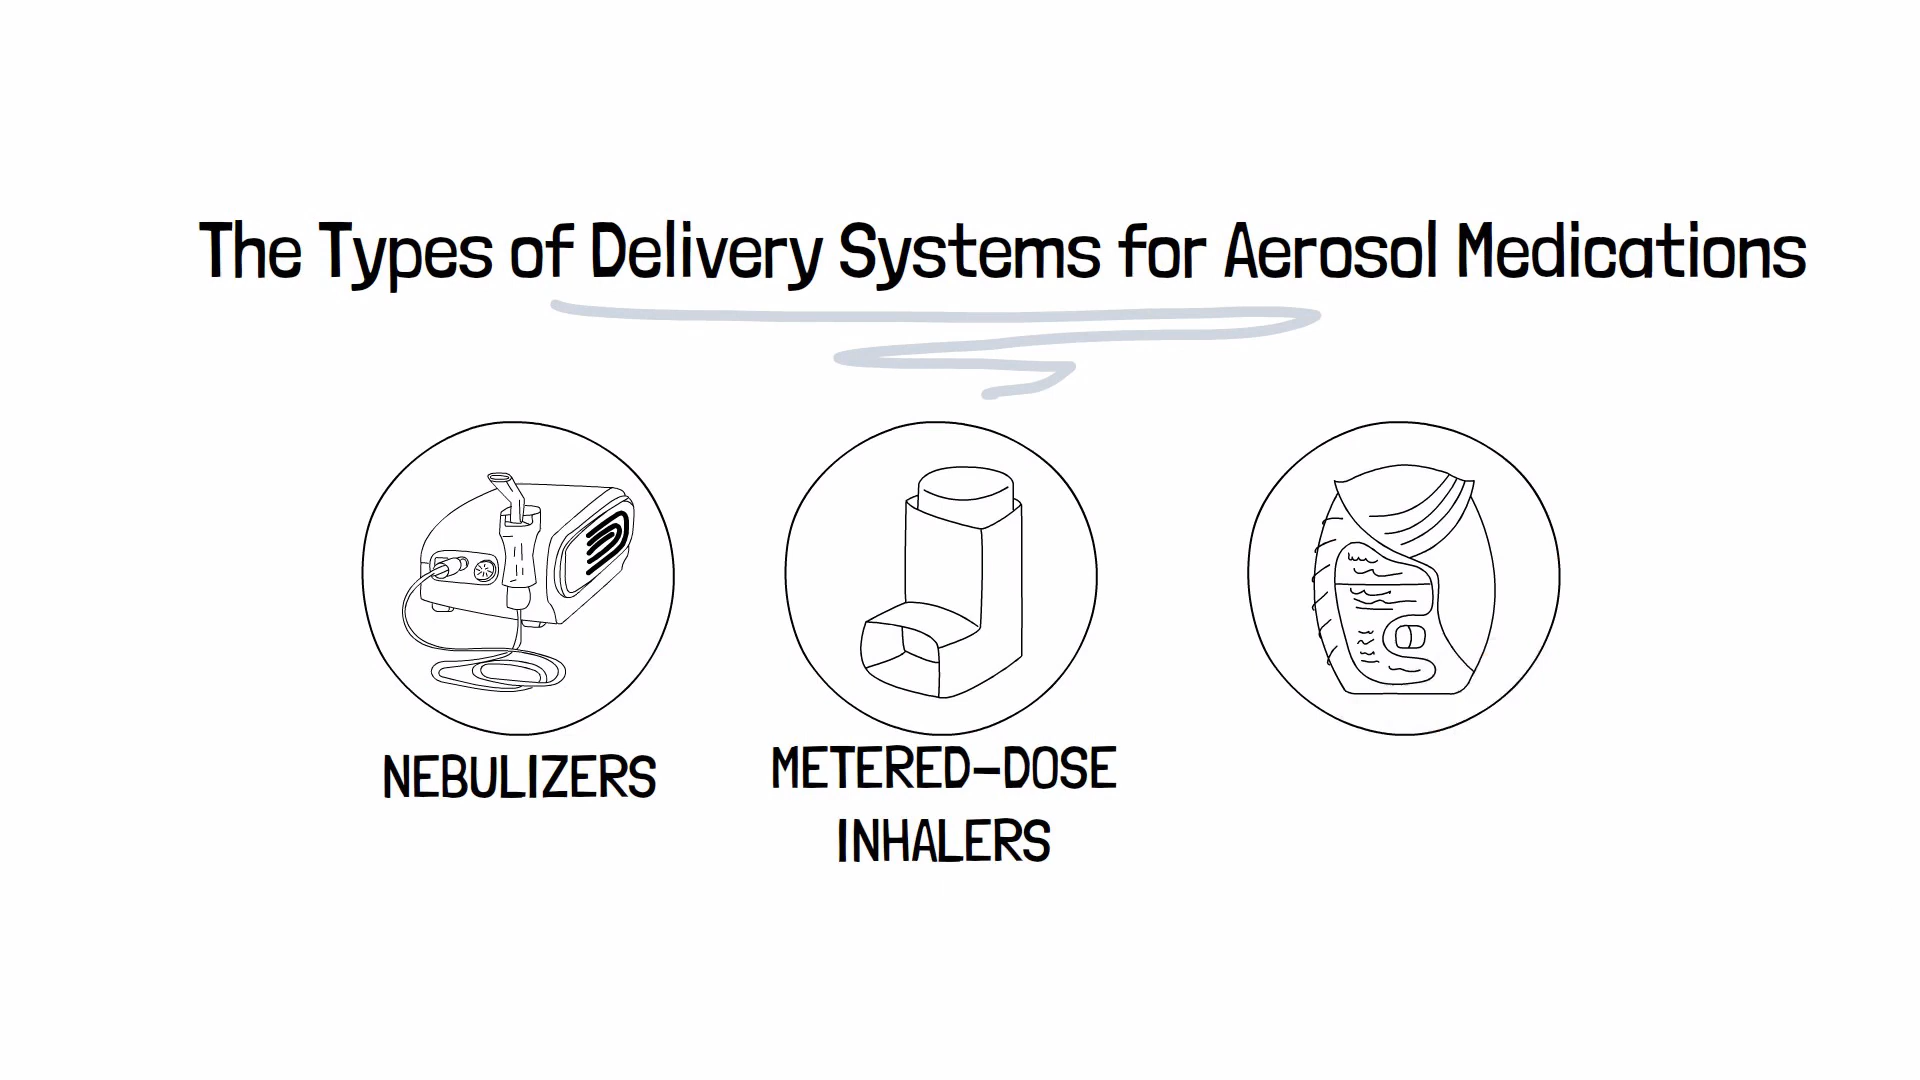 The Types of Delivery Systems for Aerosol Medications
NEBULIZERS
METERED-DOSE
INHALERS